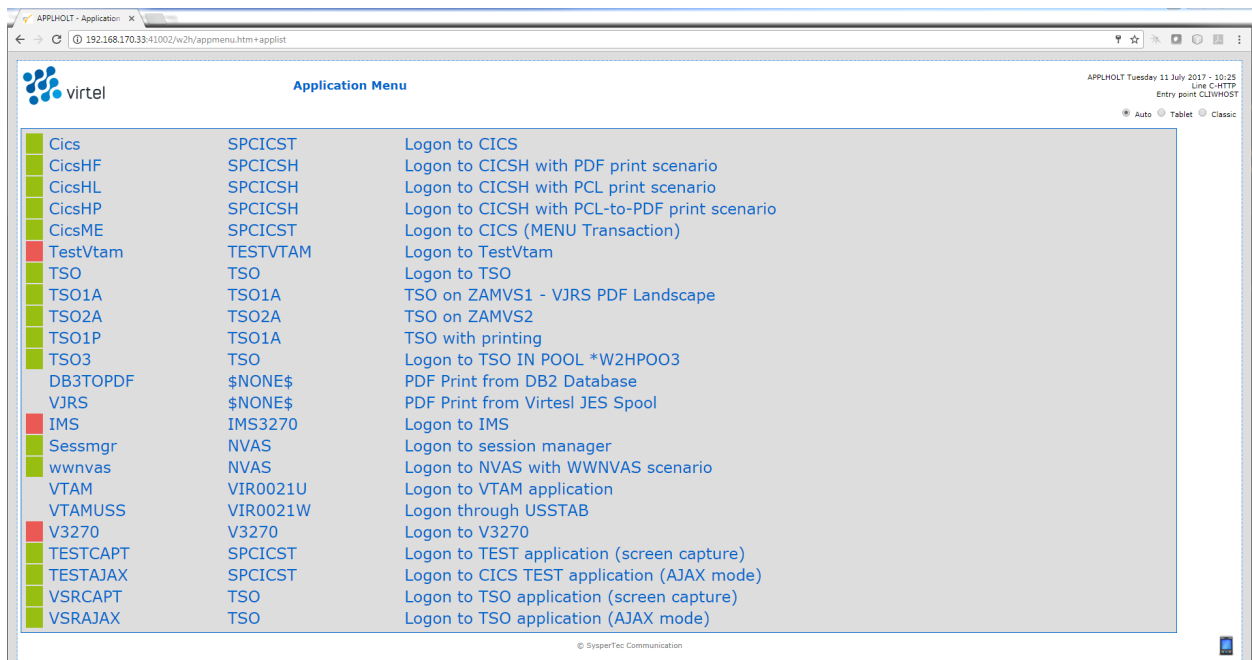 APPLHOLT - Application
192.168.170.33:41002/w2h/appmenu.htm+applist
virtel
Application Menu
APPLHOLT Tuesday 11 July 2017 - 10:25
Line C-HTTP
Entry point CLIWHOST
Auto Tablet Classic
Cics SPCICST Logon to CICS
CicsHF SPCICSH Logon to CICSH with PDF print scenario
CicsHL SPCICSH Logon to CICSH with PCL print scenario
CicsHP SPCICSH Logon to CICSH with PCL-to-PDF print scenario
CicsME SPCICST Logon to CICS (MENU Transaction)
TestVtam TESTVTAM Logon to TestVtam
TSO TSO Logon to TSO
TSO1A TSO1A TSO on ZAMVS1 - VJRS PDF Landscape
TSO2A TSO2A TSO on ZAMVS2
TSO1P TSO1A TSO with printing
TSO3 TSO Logon to TSO IN POOL *W2HPOO3
DB3TOPDF $NONE$ PDF Print from DB2 Database
VJRS $NONE$ PDF Print from Virtesl JES Spool
IMS IMS3270 Logon to IMS
Sessmgr NVAS Logon to session manager
wwnvas NVAS Logon to NVAS with WWNVAS scenario
VTAM VIR0021U Logon to VTAM application
VTAMUSS VIR0021W Logon through USSTAB
V3270 V3270 Logon to V3270
TESTCAPT SPCICST Logon to TEST application (screen capture)
TESTAJAX SPCICST Logon to CICS TEST application (AJAX mode)
VSRCAPT TSO Logon to TSO application (screen capture)
VSRAJAX TSO Logon to TSO application (AJAX mode)
© SysperTec Communication